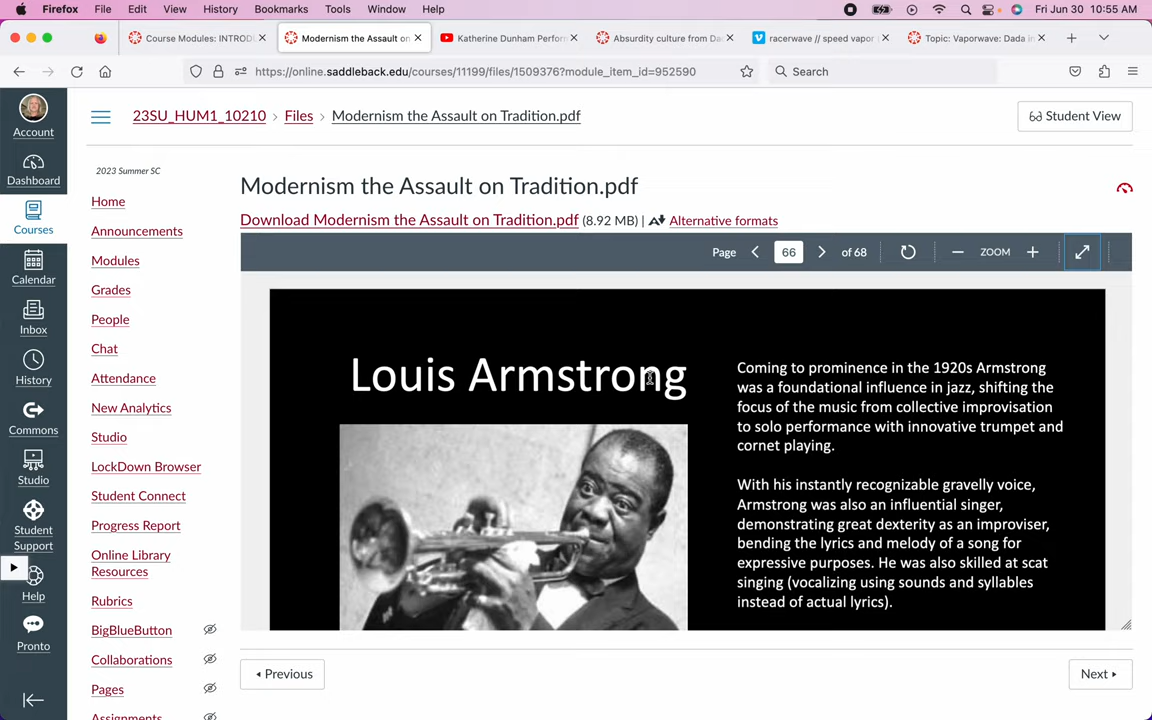 Firefox File Edit View History Bookmarks Tools Window Help Fri Jun 30 10:55 AM
Course Modules: INTRODU
Modernism the Assault on
Katherine Dunham Perform
Absurdity culture from Da
racerwave // speed vapor
Topic: Vaporwave: Dada in
https://online.saddleback.edu/courses/11199/files/1509376?module_item_id=952590
Search
Account
Dashboard
Courses
Calendar
Inbox
History
Commons
Studio
Student
Support
Help
Pronto
23SU_HUM1_10210 › Files › Modernism the Assault on Tradition.pdf
Student View
2023 Summer SC
Home
Announcements
Modules
Grades
People
Chat
Attendance
New Analytics
Studio
LockDown Browser
Student Connect
Progress Report
Online Library
Resources
Rubrics
BigBlueButton
Collaborations
Pages
Assignments
Modernism the Assault on Tradition.pdf
Download Modernism the Assault on Tradition.pdf (8.92 MB) | Alternative formats
Page 66 of 68 ZOOM
Louis Armstrong
Coming to prominence in the 1920s Armstrong
was a foundational influence in jazz, shifting the
focus of the music from collective improvisation
to solo performance with innovative trumpet and
cornet playing.
With his instantly recognizable gravelly voice,
Armstrong was also an influential singer,
demonstrating great dexterity as an improviser,
bending the lyrics and melody of a song for
expressive purposes. He was also skilled at scat
singing (vocalizing using sounds and syllables
instead of actual lyrics).
Previous
Next